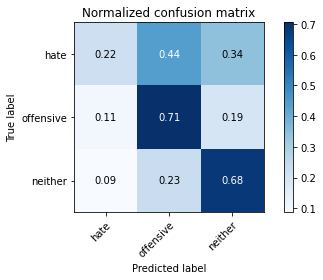 Normalized confusion matrix
True label
hate
0.22 0.44 0.34
offensive
0.11 0.71 0.19
neither
0.09 0.23 0.68
hate offensive neither
Predicted label
0.7
0.6
0.5
0.4
0.3
0.2
0.1